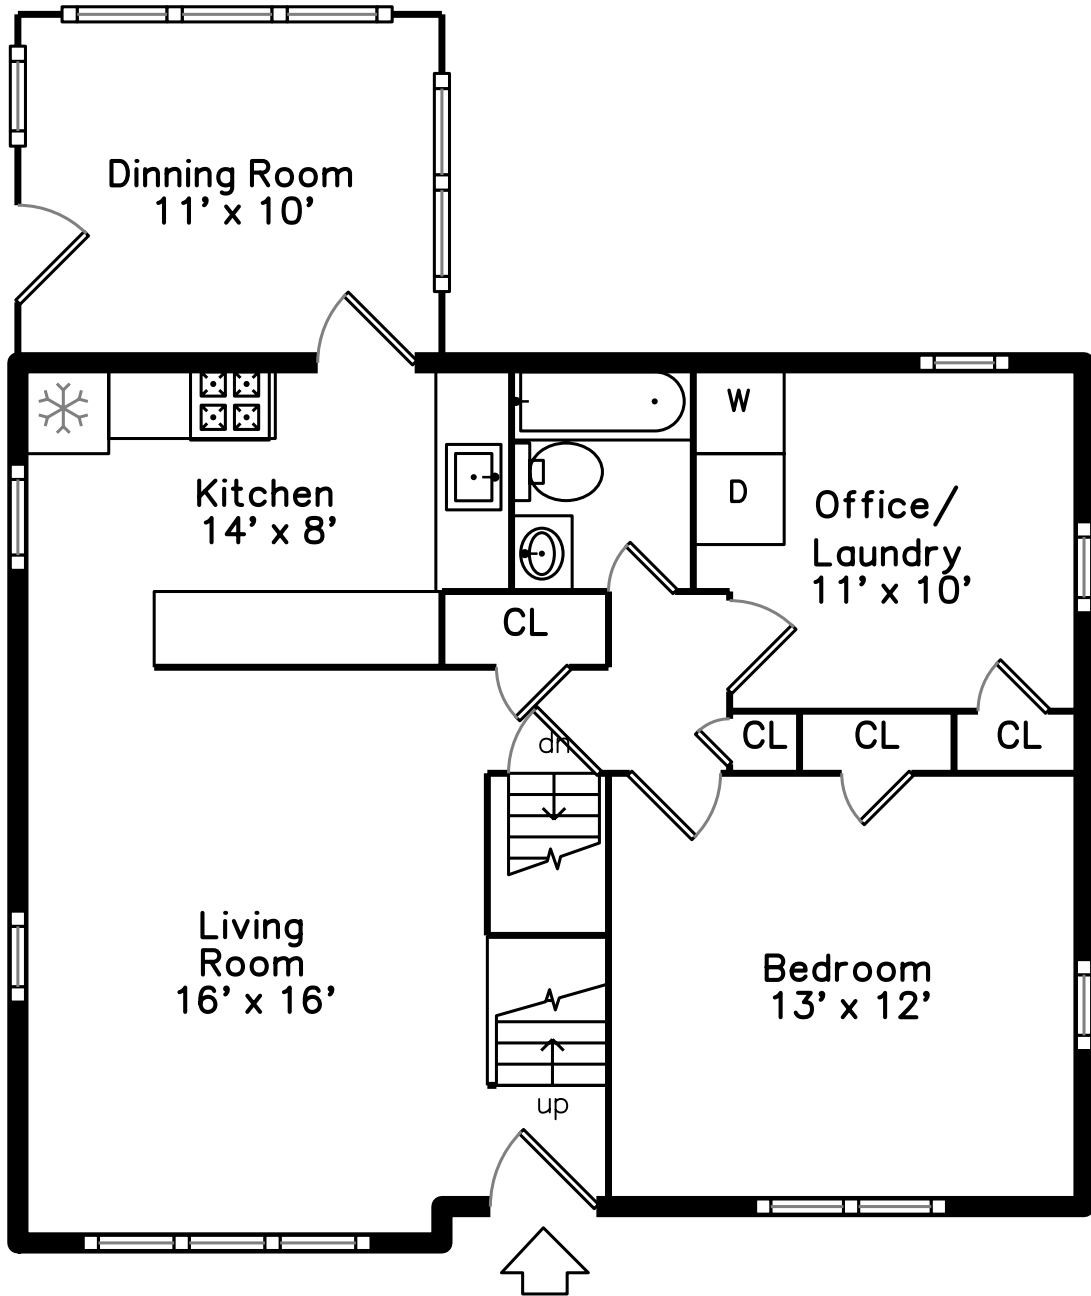 Dinning Room
11' x 10'
Kitchen
14' x 8'
W
D
Office/
Laundry
11' x 10'
CL
dn
CL
CL
CL
Living
Room
16' x 16'
Bedroom
13' x 12'
up